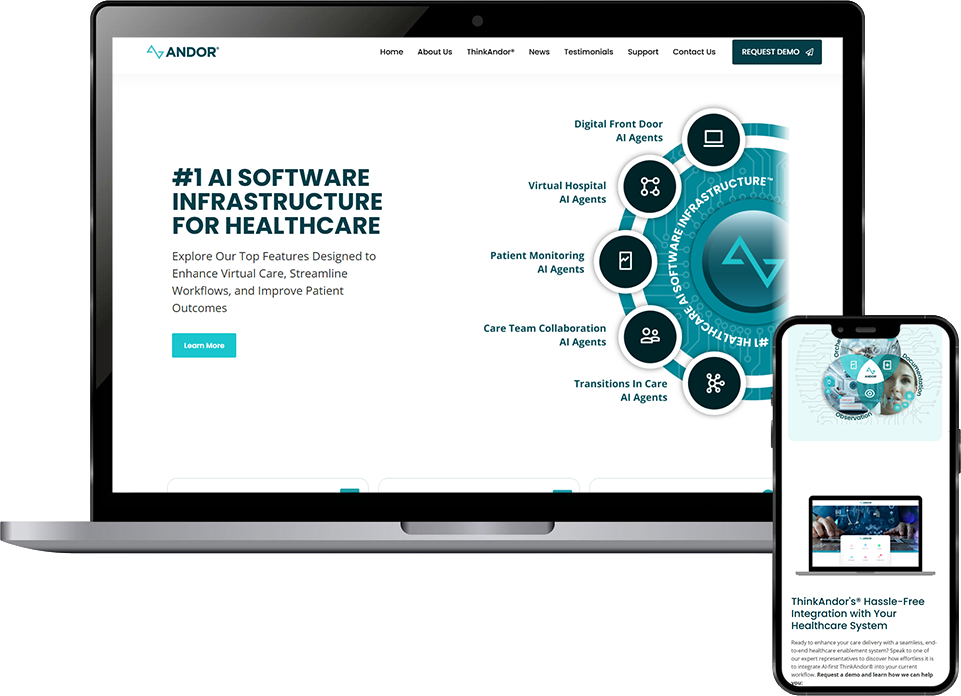 ANDOR®
Home About Us ThinkAndor® News Testimonials Support Contact Us REQUEST DEMO
#1 AI SOFTWARE
INFRASTRUCTURE
FOR HEALTHCARE
Explore Our Top Features Designed to
Enhance Virtual Care, Streamline
Workflows, and Improve Patient
Outcomes
Learn More
Digital Front Door
AI Agents
Virtual Hospital
AI Agents
Patient Monitoring
AI Agents
Care Team Collaboration
AI Agents
Transitions In Care
AI Agents
#1 HEALTHCARE AI SOFTWARE INFRASTRUCTURE™
Documentation
ANDOR
Observation
ThinkAndor's® Hassle-Free
Integration with Your
Healthcare System
Ready to enhance your care delivery with a seamless, end-
to-end healthcare enablement system? Speak to one of
our expert representatives to discover how effortless it is
to integrate AI-first ThinkAndor® into your current
workflow. Request a demo and learn how we can help
you: